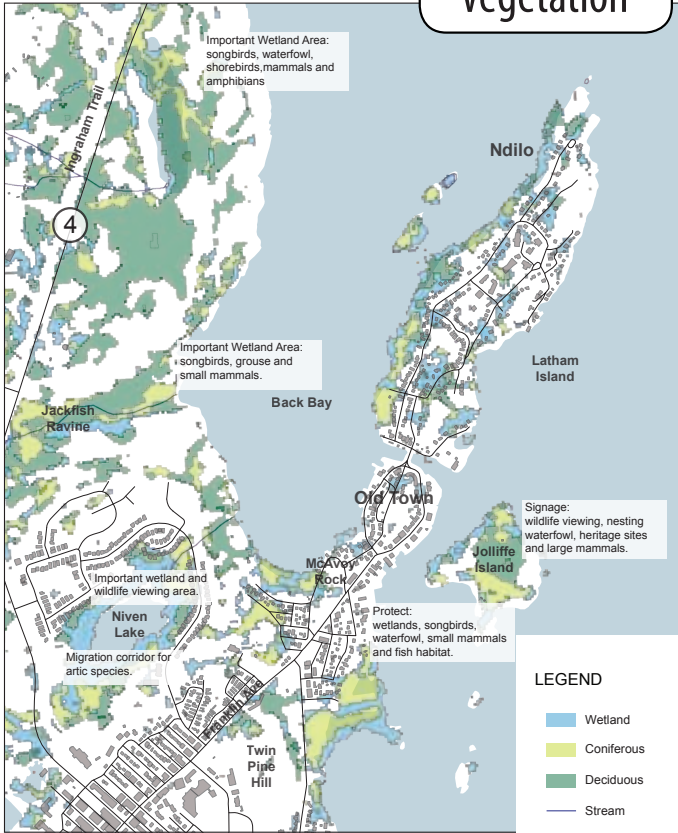 Vegetation
Important Wetland Area:
songbirds, waterfowl,
shorebirds,mammals and
amphibians
Ingraham Trail
Ndilo
4
Important Wetland Area:
songbirds, grouse and
small mammals.
Latham
Island
Back Bay
Jackfish
Ravine
Old Town
Signage:
wildlife viewing, nesting
waterfowl, heritage sites
and large mammals.
Jolliffe
Island
McAvoy
Rock
Important wetland and
wildlife viewing area.
Niven
Lake
Protect:
wetlands, songbirds,
waterfowl, small mammals
and fish habitat.
Migration corridor for
artic species.
Franklin Ave
Twin
Pine
Hill
LEGEND
Wetland
Coniferous
Deciduous
Stream